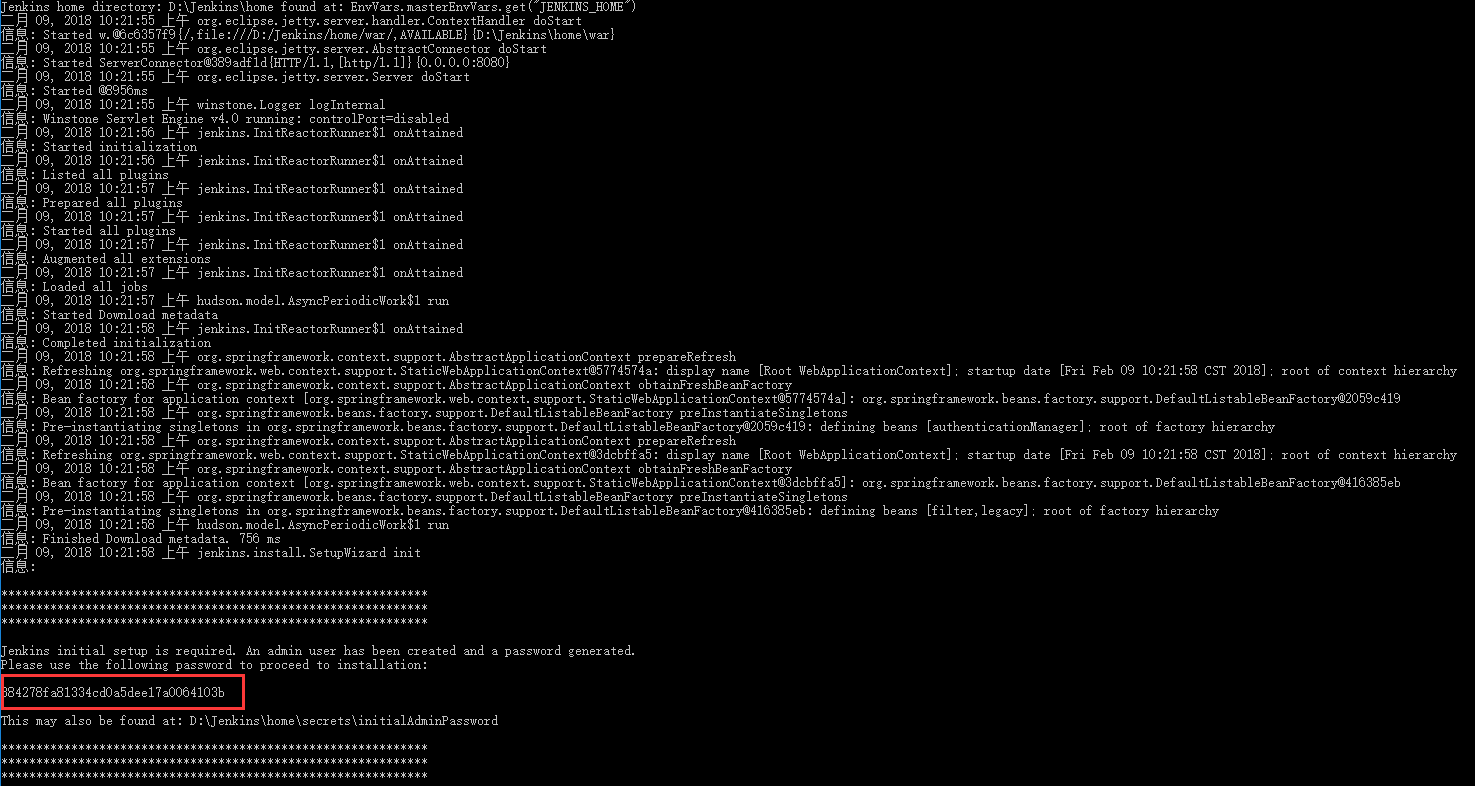 Jenkins home directory: D:\Jenkins\home found at: EnvVars.masterEnvVars.get("JENKINS_HOME")
二月 09, 2018 10:21:55 上午 org.eclipse.jetty.server.handler.ContextHandler doStart
信息: Started w.@6c6357f9{/,file:///D:/Jenkins/home/war/,AVAILABLE}{D:\Jenkins\home\war}
二月 09, 2018 10:21:55 上午 org.eclipse.jetty.server.AbstractConnector doStart
信息: Started ServerConnector@389adf1d{HTTP/1.1,[http/1.1]}{0.0.0.0:8080}
二月 09, 2018 10:21:55 上午 org.eclipse.jetty.server.Server doStart
信息: Started @8956ms
二月 09, 2018 10:21:55 上午 winstone.Logger logInternal
信息: Winstone Servlet Engine v4.0 running: controlPort=disabled
二月 09, 2018 10:21:56 上午 jenkins.InitReactorRunner$1 onAttained
信息: Started initialization
二月 09, 2018 10:21:56 上午 jenkins.InitReactorRunner$1 onAttained
信息: Listed all plugins
二月 09, 2018 10:21:57 上午 jenkins.InitReactorRunner$1 onAttained
信息: Prepared all plugins
二月 09, 2018 10:21:57 上午 jenkins.InitReactorRunner$1 onAttained
信息: Started all plugins
二月 09, 2018 10:21:57 上午 jenkins.InitReactorRunner$1 onAttained
信息: Augmented all extensions
二月 09, 2018 10:21:57 上午 jenkins.InitReactorRunner$1 onAttained
信息: Loaded all jobs
二月 09, 2018 10:21:57 上午 hudson.model.AsyncPeriodicWork$1 run
信息: Started Download metadata
二月 09, 2018 10:21:58 上午 jenkins.InitReactorRunner$1 onAttained
信息: Completed initialization
二月 09, 2018 10:21:58 上午 org.springframework.context.support.AbstractApplicationContext prepareRefresh
信息: Refreshing org.springframework.web.context.support.StaticWebApplicationContext@5774574a: display name [Root WebApplicationContext]; startup date [Fri Feb 09 10:21:58 CST 2018]; root of context hierarchy
二月 09, 2018 10:21:58 上午 org.springframework.context.support.AbstractApplicationContext obtainFreshBeanFactory
信息: Bean factory for application context [org.springframework.web.context.support.StaticWebApplicationContext@5774574a]: org.springframework.beans.factory.support.DefaultListableBeanFactory@2059c419
二月 09, 2018 10:21:58 上午 org.springframework.beans.factory.support.DefaultListableBeanFactory preInstantiateSingletons
信息: Pre-instantiating singletons in org.springframework.beans.factory.support.DefaultListableBeanFactory@2059c419: defining beans [authenticationManager]; root of factory hierarchy
二月 09, 2018 10:21:58 上午 org.springframework.context.support.AbstractApplicationContext prepareRefresh
信息: Refreshing org.springframework.web.context.support.StaticWebApplicationContext@3dcbffa5: display name [Root WebApplicationContext]; startup date [Fri Feb 09 10:21:58 CST 2018]; root of context hierarchy
二月 09, 2018 10:21:58 上午 org.springframework.context.support.AbstractApplicationContext obtainFreshBeanFactory
信息: Bean factory for application context [org.springframework.web.context.support.StaticWebApplicationContext@3dcbffa5]: org.springframework.beans.factory.support.DefaultListableBeanFactory@416385eb
二月 09, 2018 10:21:58 上午 org.springframework.beans.factory.support.DefaultListableBeanFactory preInstantiateSingletons
信息: Pre-instantiating singletons in org.springframework.beans.factory.support.DefaultListableBeanFactory@416385eb: defining beans [filter,legacy]; root of factory hierarchy
二月 09, 2018 10:21:58 上午 hudson.model.AsyncPeriodicWork$1 run
信息: Finished Download metadata. 756 ms
二月 09, 2018 10:21:58 上午 jenkins.install.SetupWizard init
信息:
*************************************************************
*************************************************************
*************************************************************
Jenkins initial setup is required. An admin user has been created and a password generated.
Please use the following password to proceed to installation:
884278fa81334cd0a5dee17a0064103b
This may also be found at: D:\Jenkins\home\secrets\initialAdminPassword
*************************************************************
*************************************************************
*************************************************************